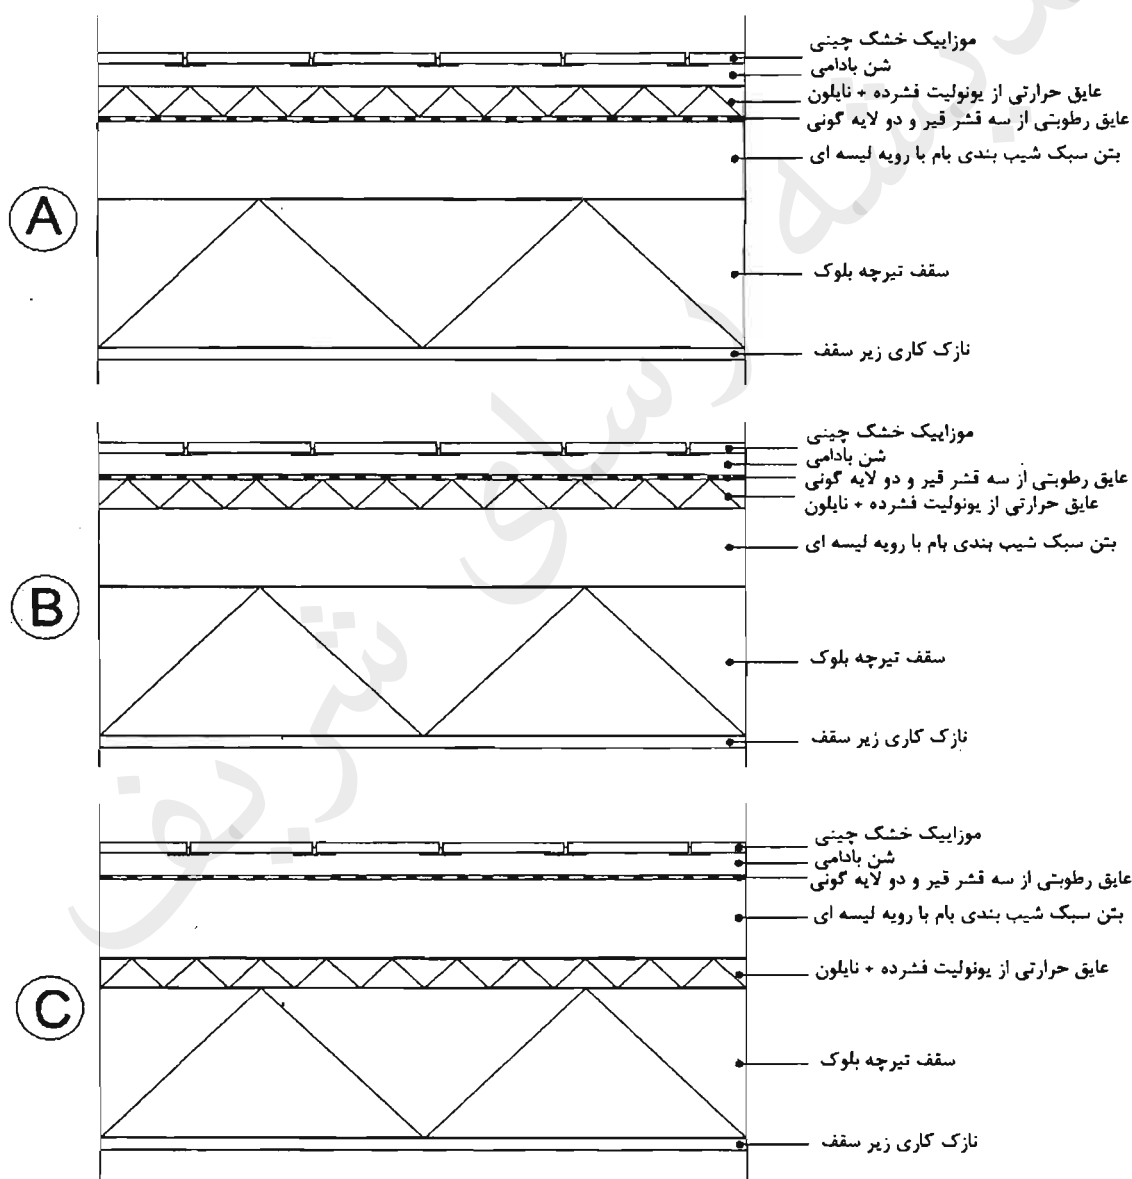 موزاییک خشک چینی
شن بادامی
عایق حرارتی از یونولیت فشرده + نایلون
عایق رطوبتی از سه قشر قیر و دو لایه گونی
بتن سبک شیب بندی بام با رویه لیسه ای
A
سقف تیرچه بلوک
نازک کاری زیر سقف
موزاییک خشک چینی
شن بادامی
عایق رطوبتی از سه قشر قیر و دو لایه گونی
عایق حرارتی از یونولیت فشرده + نایلون
بتن سبک شیب بندی بام با رویه لیسه ای
B
سقف تیرچه بلوک
نازک کاری زیر سقف
موزاییک خشک چینی
شن بادامی
عایق رطوبتی از سه قشر قیر و دو لایه گونی
بتن سبک شیب بندی بام با رویه لیسه ای
عایق حرارتی از یونولیت فشرده + نایلون
C
سقف تیرچه بلوک
نازک کاری زیر سقف
رسای شریف